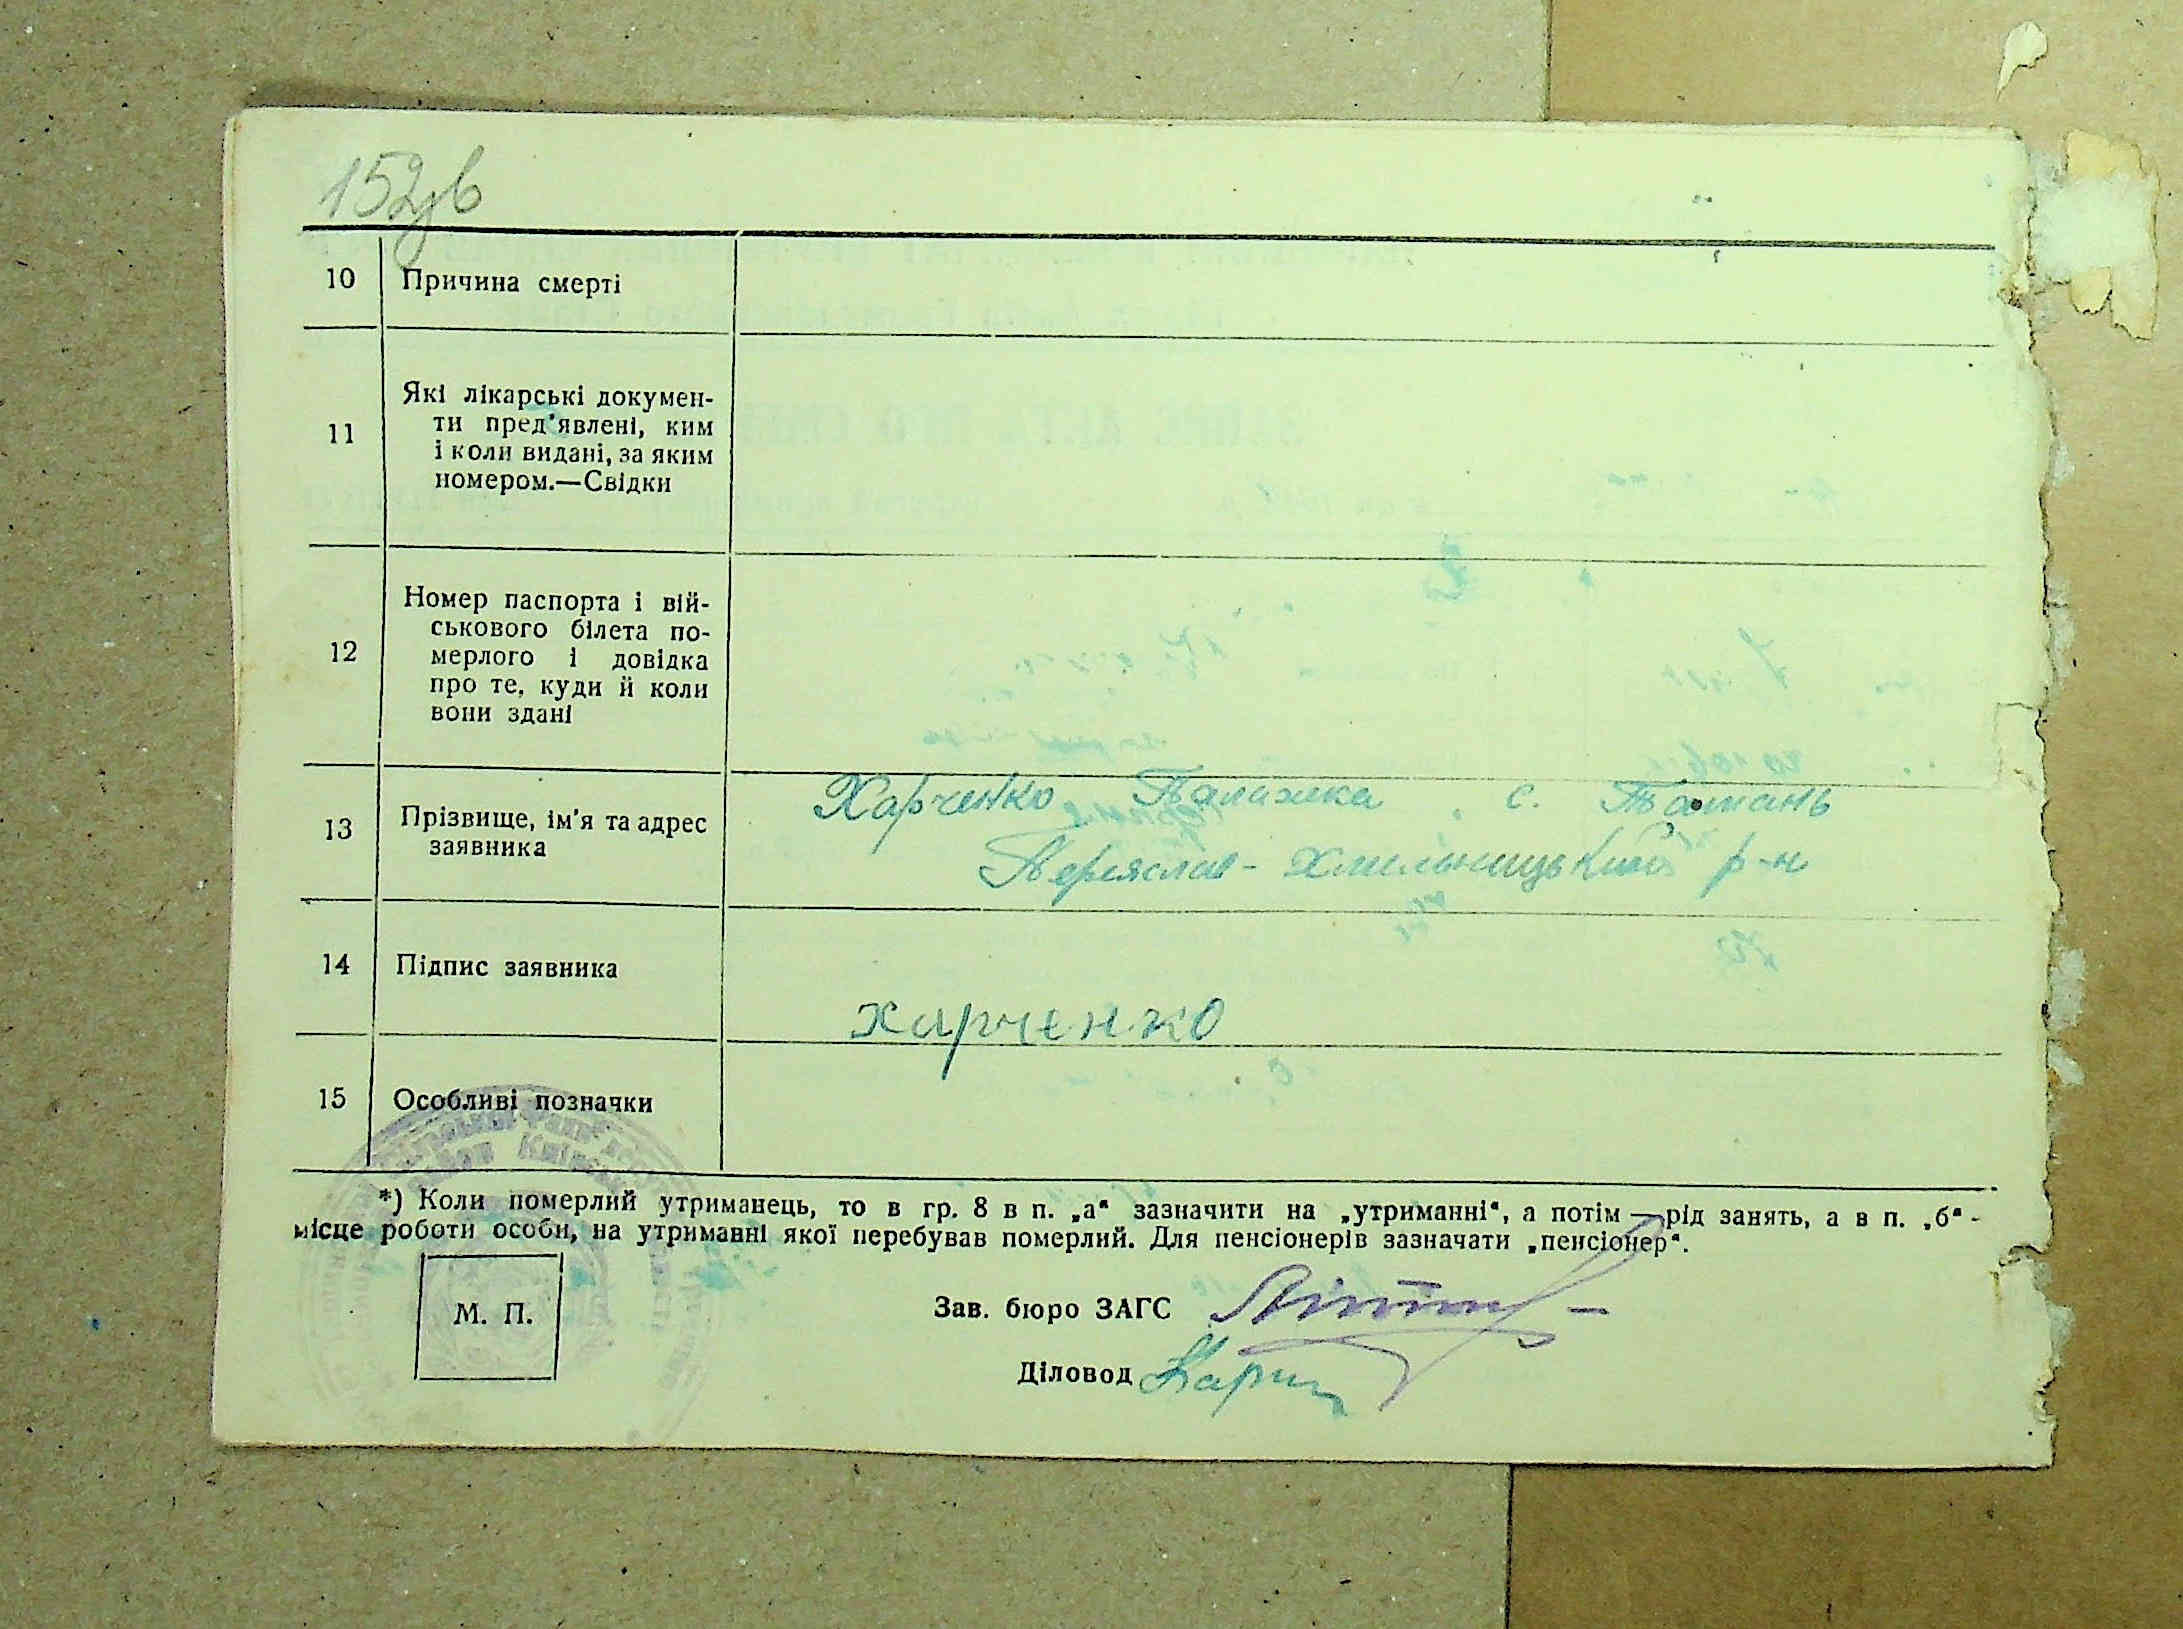 152зв
10 Причина смерті
11 Які лікарські докумен-
ти пред'явлені, ким
і коли видані, за яким
номером.—Свідки
12 Номер паспорта і вій-
ськового білета по-
мерлого і довідка
про те, куди й коли
вони здані
13 Прізвище, ім'я та адрес
заявника
Харченко Палажка с. Ташань
Переяслав-Хмельницький р-н
14 Підпис заявника
харченко
15 Особливі позначки
*) Коли померлий утриманець, то в гр. 8 в п. „а“ зазначити на „утриманні“, а потім—рід занять, а в п. „б“-
місце роботи особи, на утриманні якої перебував померлий. Для пенсіонерів зазначати „пенсіонер“.
М. П.
Зав. бюро ЗАГС
Діловод